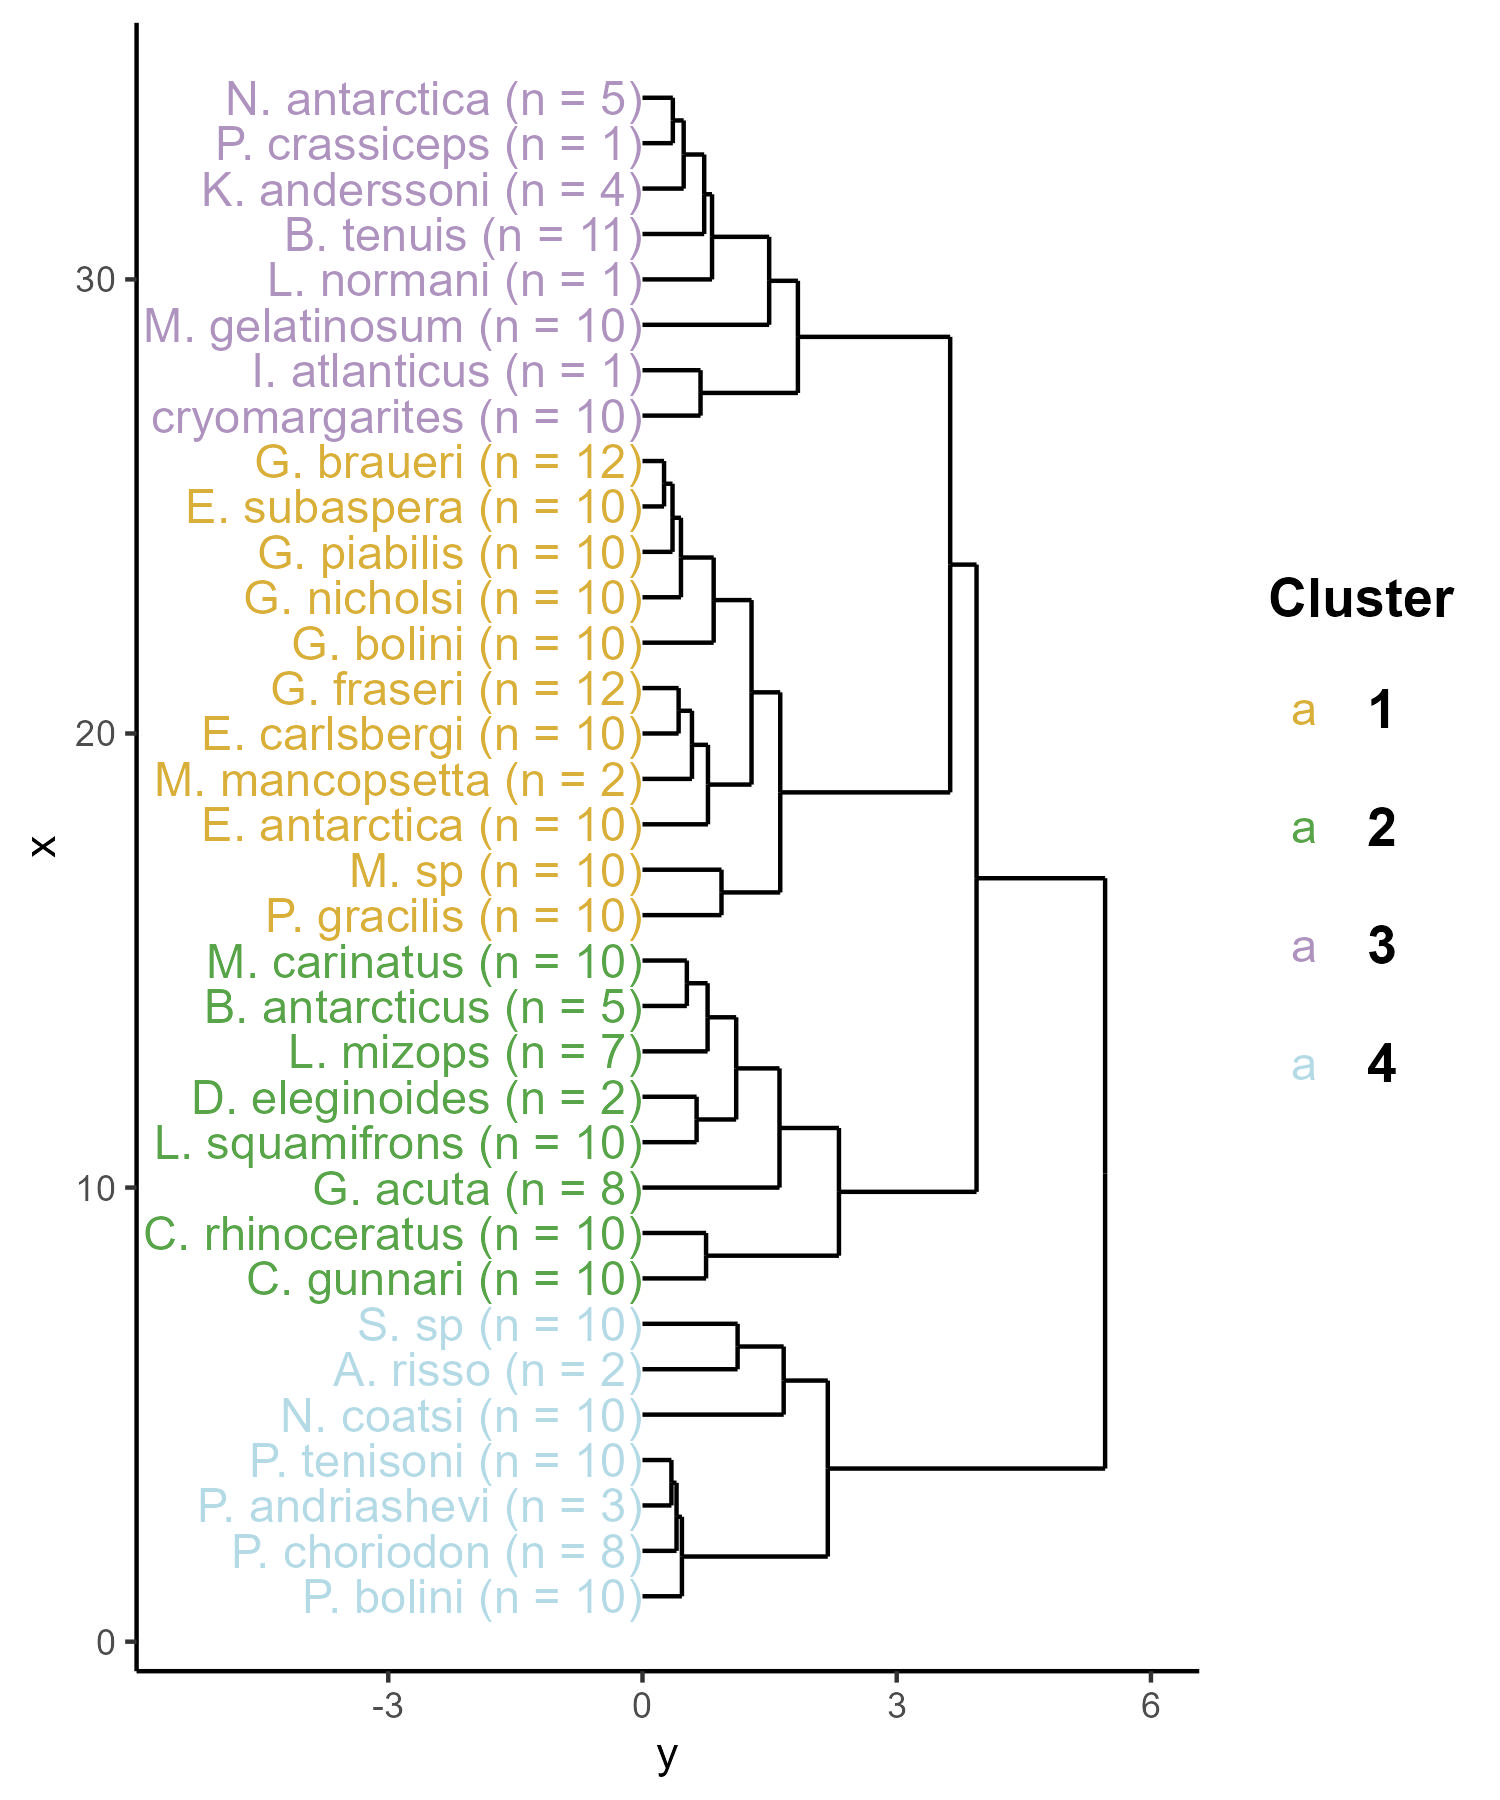 N. antarctica (n = 5)
P. crassiceps (n = 1)
K. anderssoni (n = 4)
B. tenuis (n = 11)
L. normani (n = 1)
M. gelatinosum (n = 10)
I. atlanticus (n = 1)
cryomargarites (n = 10)
G. braueri (n = 12)
E. subaspera (n = 10)
G. piabilis (n = 10)
G. nicholsi (n = 10)
G. bolini (n = 10)
G. fraseri (n = 12)
E. carlsbergi (n = 10)
M. mancopsetta (n = 2)
E. antarctica (n = 10)
M. sp (n = 10)
P. gracilis (n = 10)
M. carinatus (n = 10)
B. antarcticus (n = 5)
L. mizops (n = 7)
D. eleginoides (n = 2)
L. squamifrons (n = 10)
G. acuta (n = 8)
C. rhinoceratus (n = 10)
C. gunnari (n = 10)
S. sp (n = 10)
A. risso (n = 2)
N. coatsi (n = 10)
P. tenisoni (n = 10)
P. andriashevi (n = 3)
P. choriodon (n = 8)
P. bolini (n = 10)
30
20
10
0
x
-3 0 3 6
y
Cluster
a 1
a 2
a 3
a 4